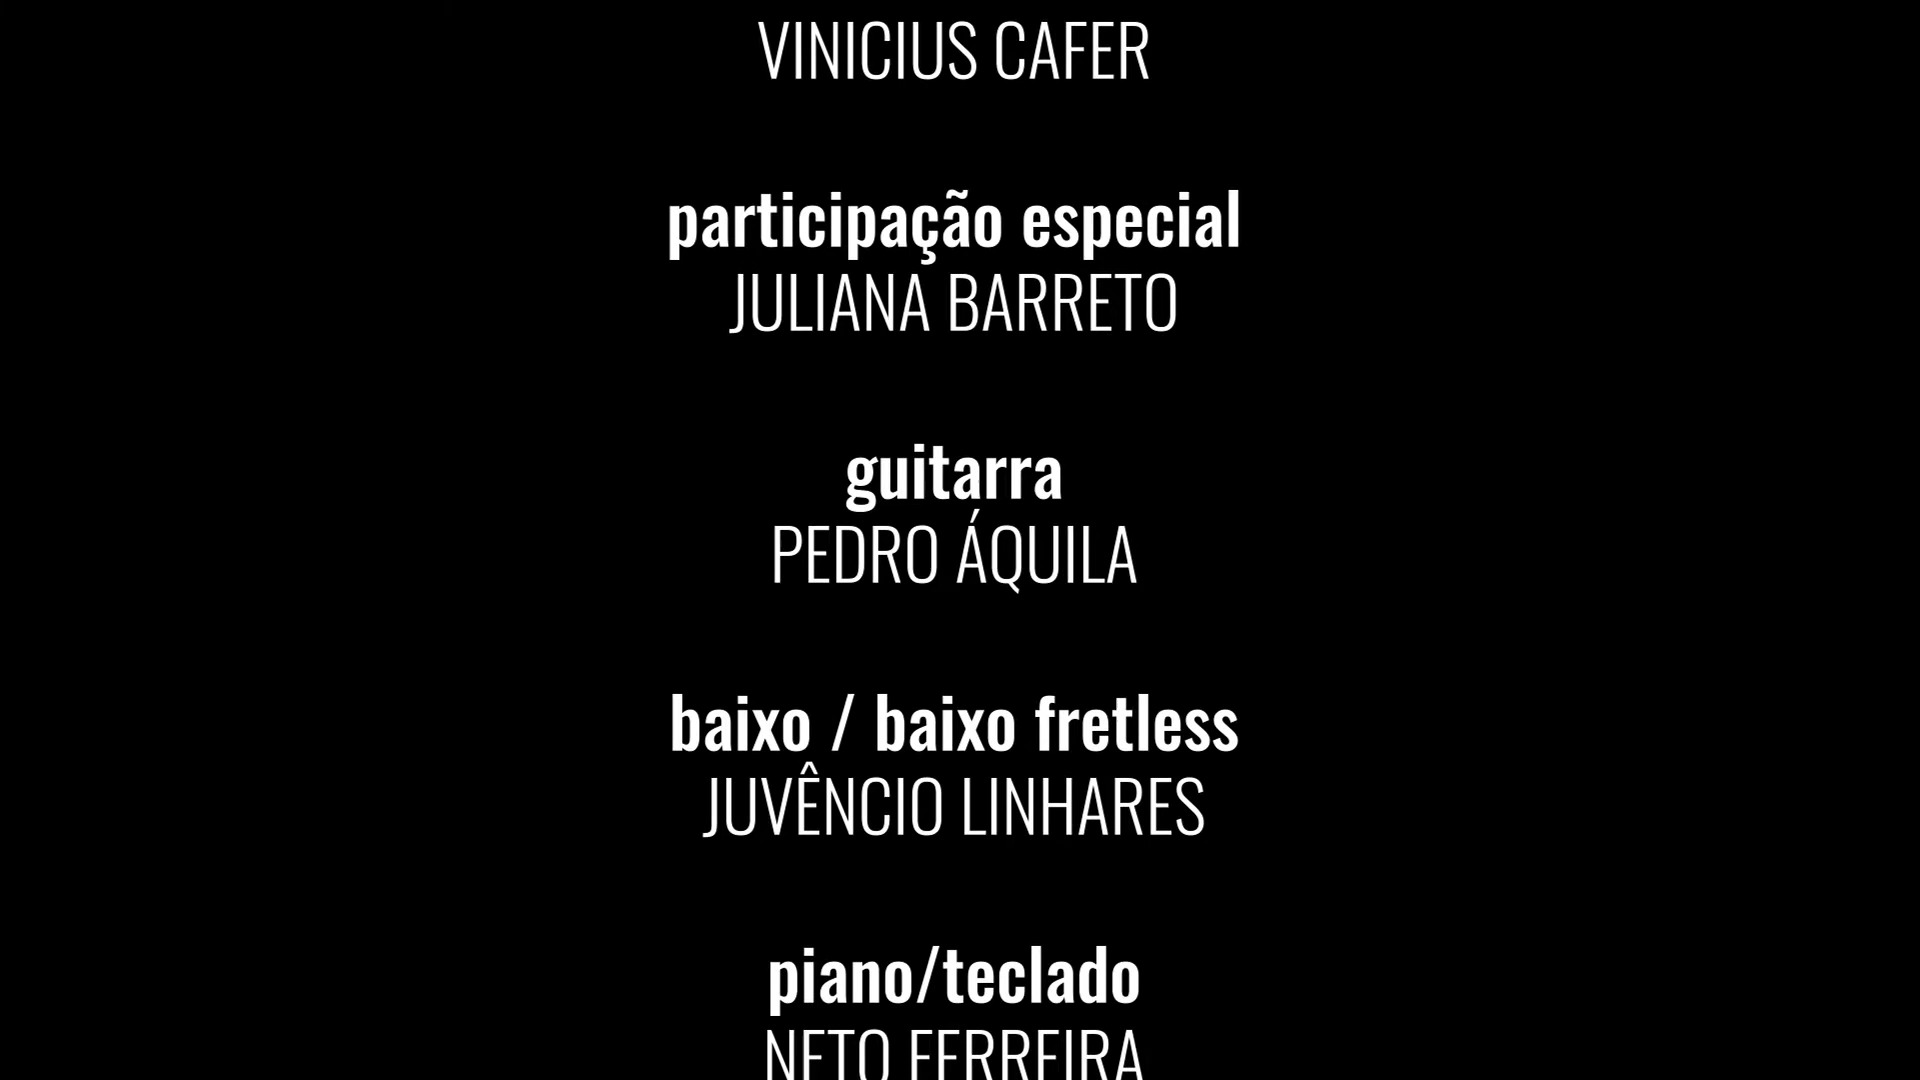 VINICIUS CAFER
participação especial
JULIANA BARRETO
guitarra
PEDRO ÁQUILA
baixo / baixo fretless
JUVÊNCIO LINHARES
piano/teclado
NETO FERREIRA